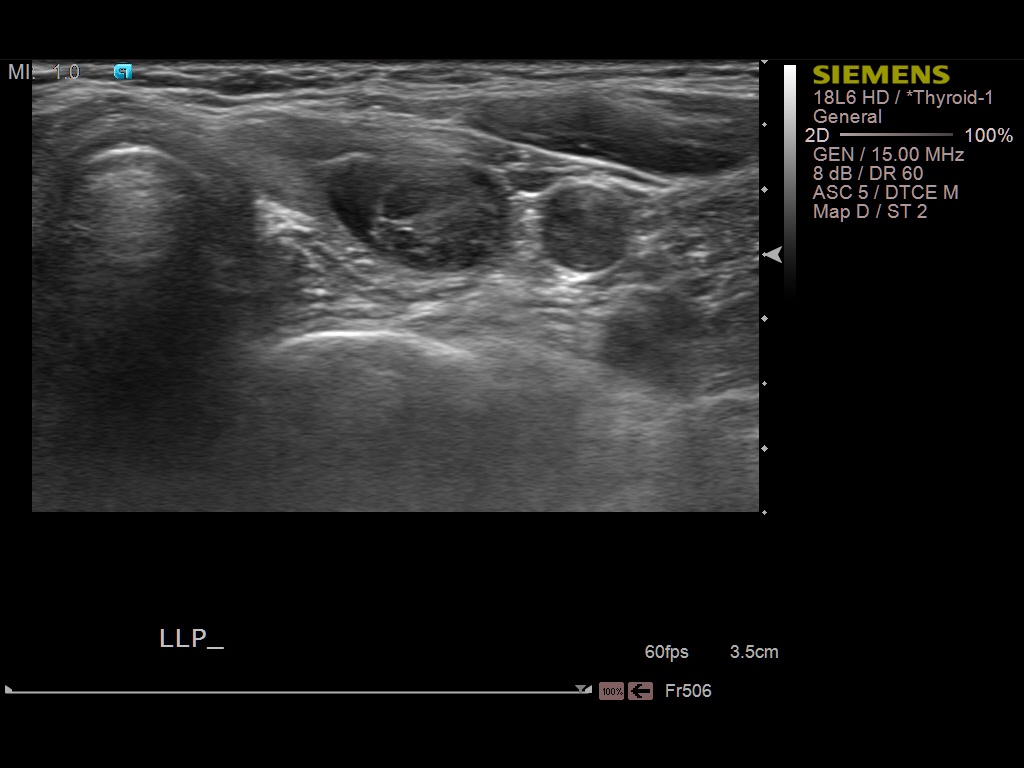 MI: 1.0
SIEMENS
18L6 HD / *Thyroid-1
General
2D 100%
GEN / 15.00 MHz
8 dB / DR 60
ASC 5 / DTCE M
Map D / ST 2
LLP_
60fps 3.5cm
100% Fr506